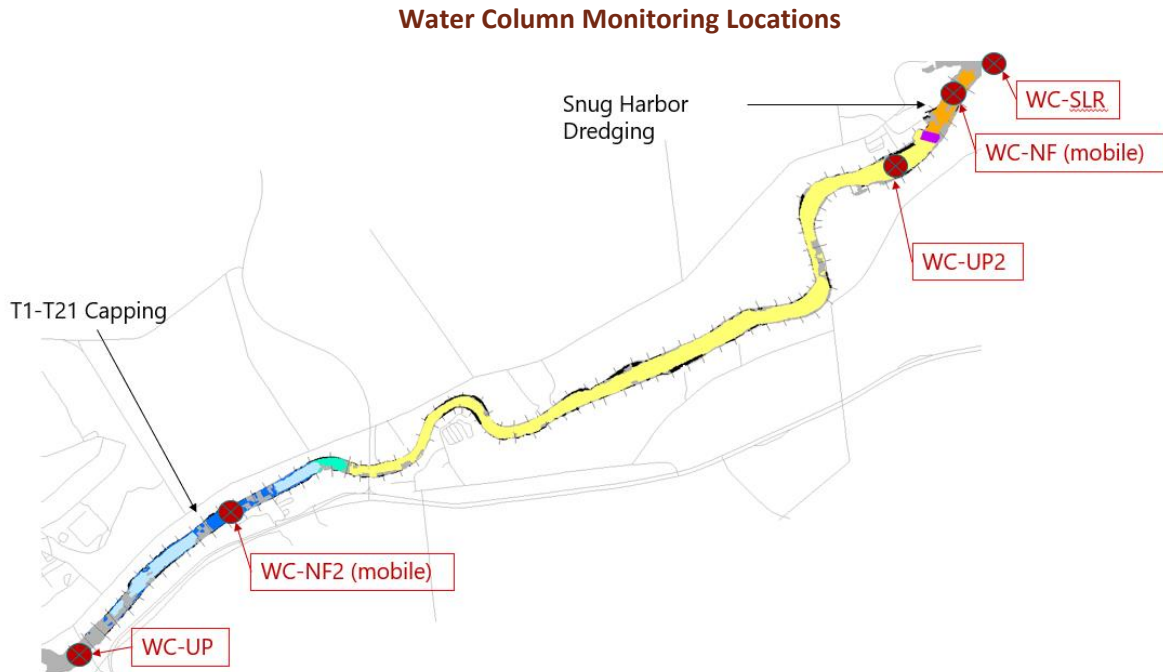 Water Column Monitoring Locations
Snug Harbor
Dredging
WC-SLR
WC-NF (mobile)
WC-UP2
T1-T21 Capping
WC-NF2 (mobile)
WC-UP